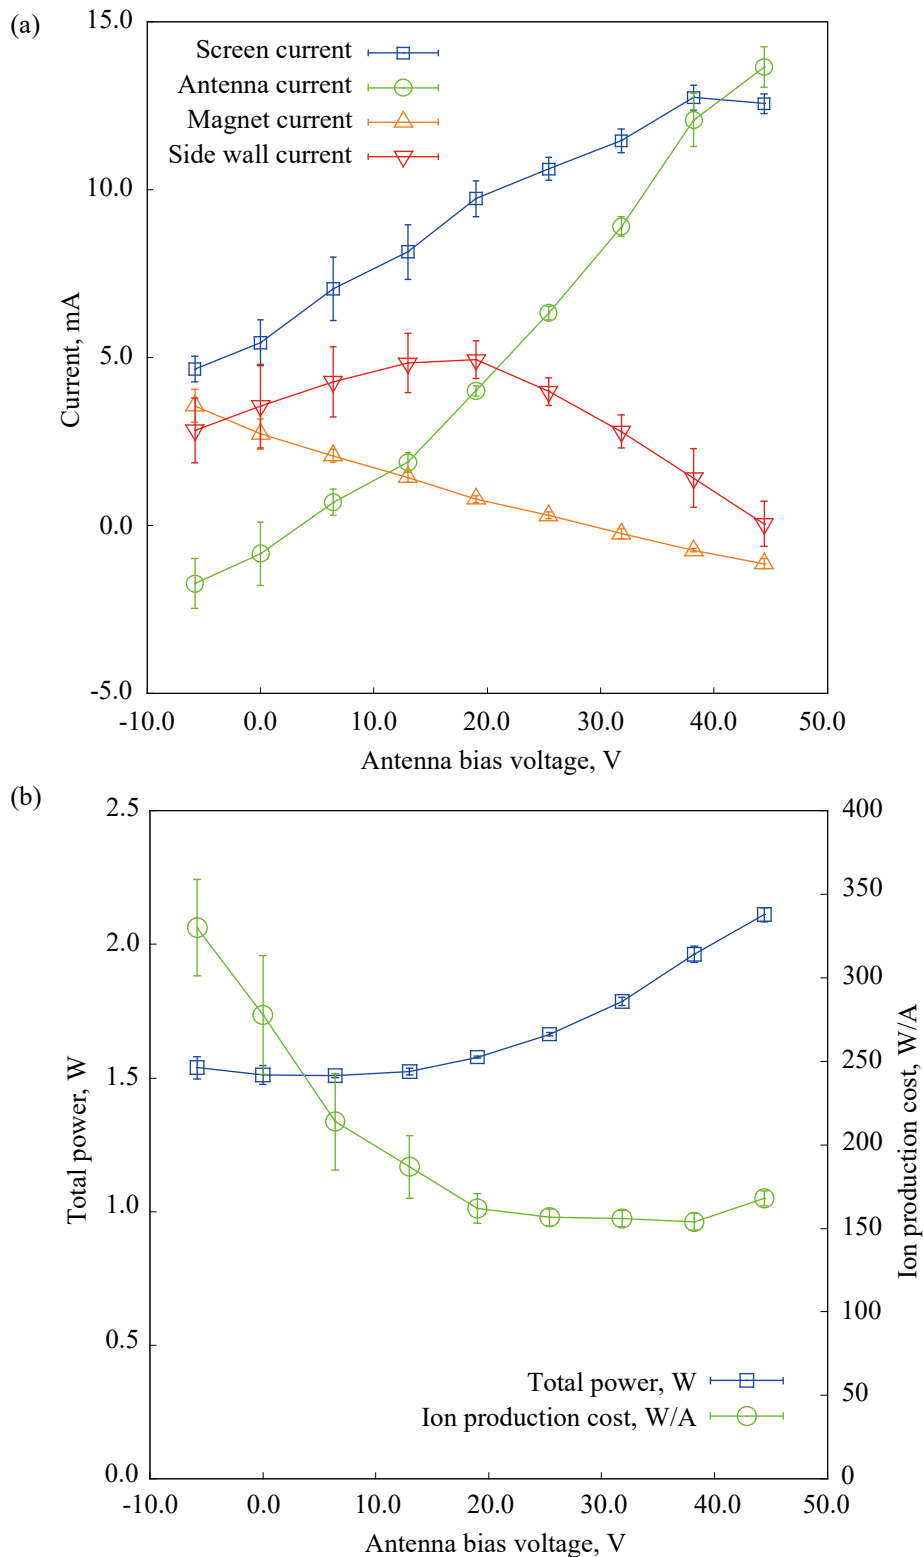 (a)
15.0
10.0
5.0
0.0
-5.0
Current, mA
Screen current
Antenna current
Magnet current
Side wall current
-10.0 0.0 10.0 20.0 30.0 40.0 50.0
Antenna bias voltage, V
(b)
2.5
2.0
1.5
1.0
0.5
0.0
Total power, W
400
350
300
250
200
150
100
50
0
Ion production cost, W/A
Total power, W
Ion production cost, W/A
-10.0 0.0 10.0 20.0 30.0 40.0 50.0
Antenna bias voltage, V